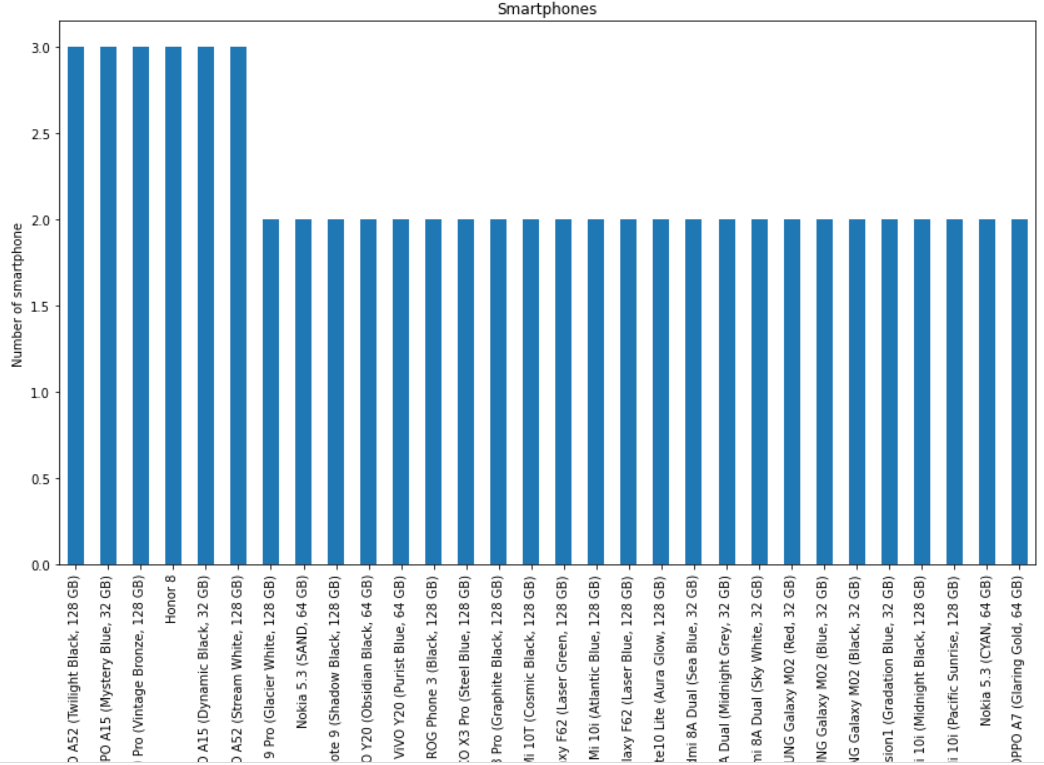 Smartphones
Number of smartphone
3.0
2.5
2.0
1.5
1.0
0.5
0.0
A52 (Twilight Black, 128 GB)
PO A15 (Mystery Blue, 32 GB)
Pro (Vintage Bronze, 128 GB)
Honor 8
A15 (Dynamic Black, 32 GB)
A52 (Stream White, 128 GB)
9 Pro (Glacier White, 128 GB)
Nokia 5.3 (SAND, 64 GB)
ote 9 (Shadow Black, 128 GB)
Y20 (Obsidian Black, 64 GB)
ViVO Y20 (Purist Blue, 64 GB)
ROG Phone 3 (Black, 128 GB)
X3 Pro (Steel Blue, 128 GB)
Pro (Graphite Black, 128 GB)
10T (Cosmic Black, 128 GB)
xy F62 (Laser Green, 128 GB)
Mi 10i (Atlantic Blue, 128 GB)
laxy F62 (Laser Blue, 128 GB)
te10 Lite (Aura Glow, 128 GB)
dmi 8A Dual (Sea Blue, 32 GB)
Dual (Midnight Grey, 32 GB)
mi 8A Dual (Sky White, 32 GB)
UNG Galaxy M02 (Red, 32 GB)
NG Galaxy M02 (Blue, 32 GB)
NG Galaxy M02 (Black, 32 GB)
sion1 (Gradation Blue, 32 GB)
i 10i (Midnight Black, 128 GB)
i 10i (Pacific Sunrise, 128 GB)
Nokia 5.3 (CYAN, 64 GB)
OPPO A7 (Glaring Gold, 64 GB)